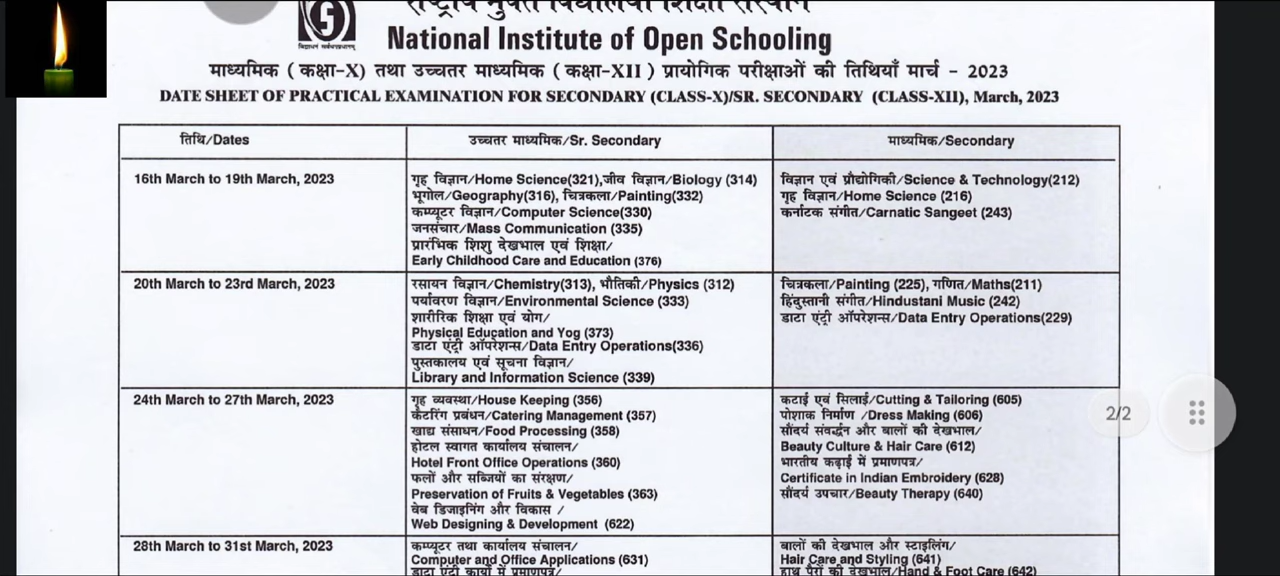 राष्ट्रीय मुक्त विद्यालयी शिक्षा संस्थान
National Institute of Open Schooling
माध्यमिक ( कक्षा-X) तथा उच्चतर माध्यमिक ( कक्षा-XII ) प्रायोगिक परीक्षाओं की तिथियाँ मार्च - 2023
DATE SHEET OF PRACTICAL EXAMINATION FOR SECONDARY (CLASS-X)/SR. SECONDARY (CLASS-XII), March, 2023
तिथि/Dates
उच्चतर माध्यमिक/Sr. Secondary
माध्यमिक/Secondary
16th March to 19th March, 2023
गृह विज्ञान/Home Science(321),जीव विज्ञान/Biology (314)
भूगोल/Geography(316), चित्रकला/Painting(332)
कम्प्यूटर विज्ञान/Computer Science(330)
जनसंचार/Mass Communication (335)
प्रारंभिक शिशु देखभाल एवं शिक्षा/
Early Childhood Care and Education (376)
विज्ञान एवं प्रौद्योगिकी/Science & Technology(212)
गृह विज्ञान/Home Science (216)
कर्नाटक संगीत/Carnatic Sangeet (243)
20th March to 23rd March, 2023
रसायन विज्ञान/Chemistry(313), भौतिकी/Physics (312)
पर्यावरण विज्ञान/Environmental Science (333)
शारीरिक शिक्षा एवं योग/
Physical Education and Yog (373)
डाटा एंट्री ऑपरेशन्स/Data Entry Operations(336)
पुस्तकालय एवं सूचना विज्ञान/
Library and Information Science (339)
चित्रकला/Painting (225), गणित/Maths(211)
हिंदुस्तानी संगीत/Hindustani Music (242)
डाटा एंट्री ऑपरेशन्स/Data Entry Operations(229)
24th March to 27th March, 2023
गृह व्यवस्था/House Keeping (356)
कैटरिंग प्रबंधन/Catering Management (357)
खाद्य संसाधन/Food Processing (358)
होटल स्वागत कार्यालय संचालन/
Hotel Front Office Operations (360)
फलों और सब्जियों का संरक्षण/
Preservation of Fruits & Vegetables (363)
वेब डिजाइनिंग और विकास /
Web Designing & Development (622)
कटाई एवं सिलाई/Cutting & Tailoring (605)
पोशाक निर्माण /Dress Making (606)
सौंदर्य संवर्द्धन और बालों की देखभाल/
Beauty Culture & Hair Care (612)
भारतीय कढ़ाई में प्रमाणपत्र/
Certificate in Indian Embroidery (628)
सौंदर्य उपचार/Beauty Therapy (640)
2/2
28th March to 31st March, 2023
कम्प्यूटर तथा कार्यालय संचालन/
Computer and Office Applications (631)
डाटा एंट्री कार्यों में प्रमाणपत्र/
बालों की देखभाल और स्टाइलिंग/
Hair Care and Styling (641)
हाथ पैरों की देखभाल/Hand & Foot Care (642)